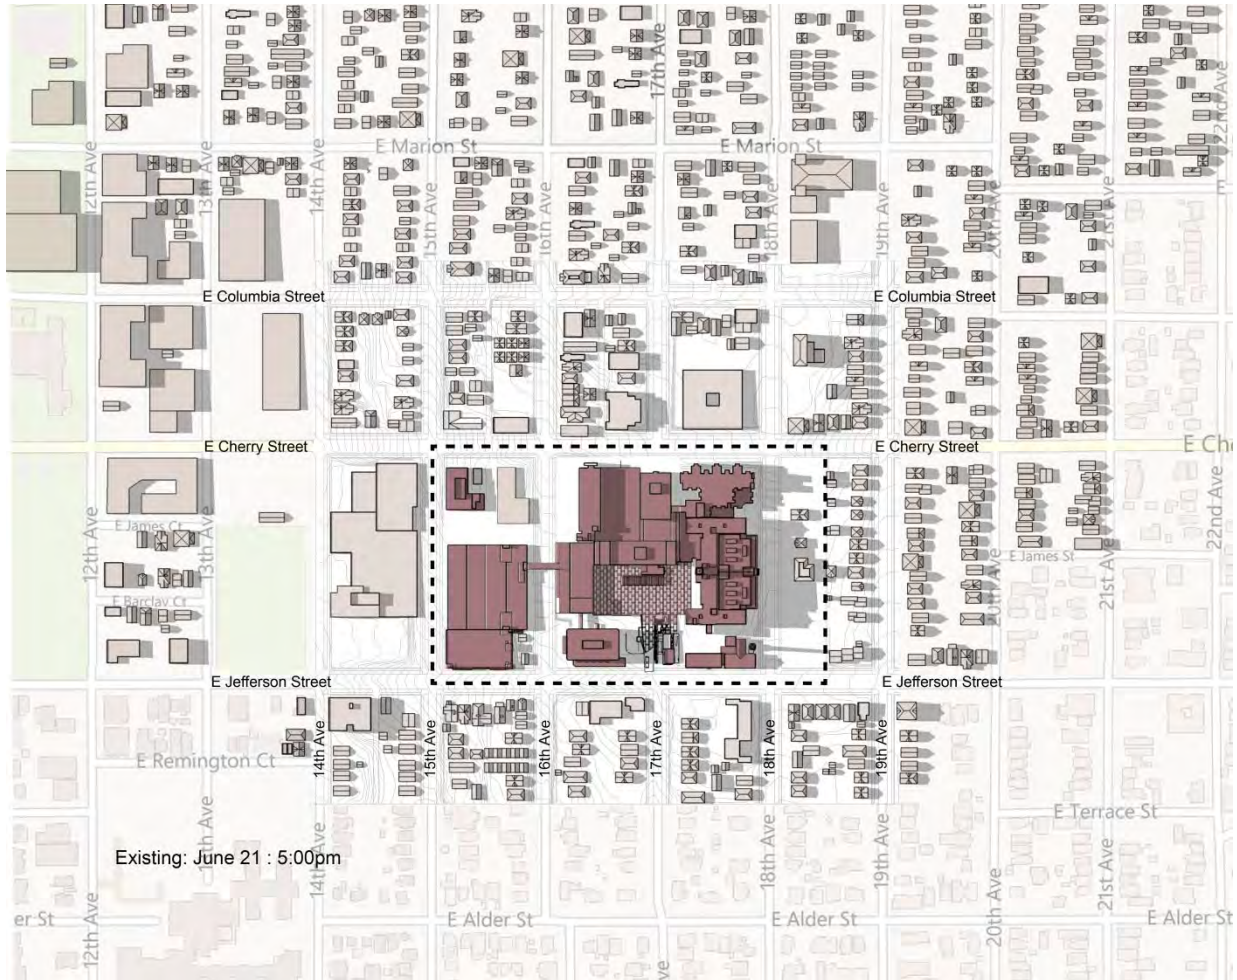 17th Ave
22nd Ave
E Marion St
E Marion St
12th Ave
13th Ave
14th Ave
15th Ave
16th Ave
18th Ave
19th Ave
20th Ave
21st Ave
E Columbia Street
E Columbia Street
E Cherry Street
E Cherry Street
E Che
22nd Ave
E James Ct
E James St
12th Ave
13th Ave
20th Ave
21st Ave
E Barclay Ct
E Jefferson Street
E Jefferson Street
14th Ave
15th Ave
16th Ave
17th Ave
18th Ave
19th Ave
E Remington Ct
E Terrace St
Existing: June 21 : 5:00pm
14th Ave
18th Ave
19th Ave
20th Ave
21st Ave
12th Ave
er St
E Alder St
E Alder St
E Alder St
ve